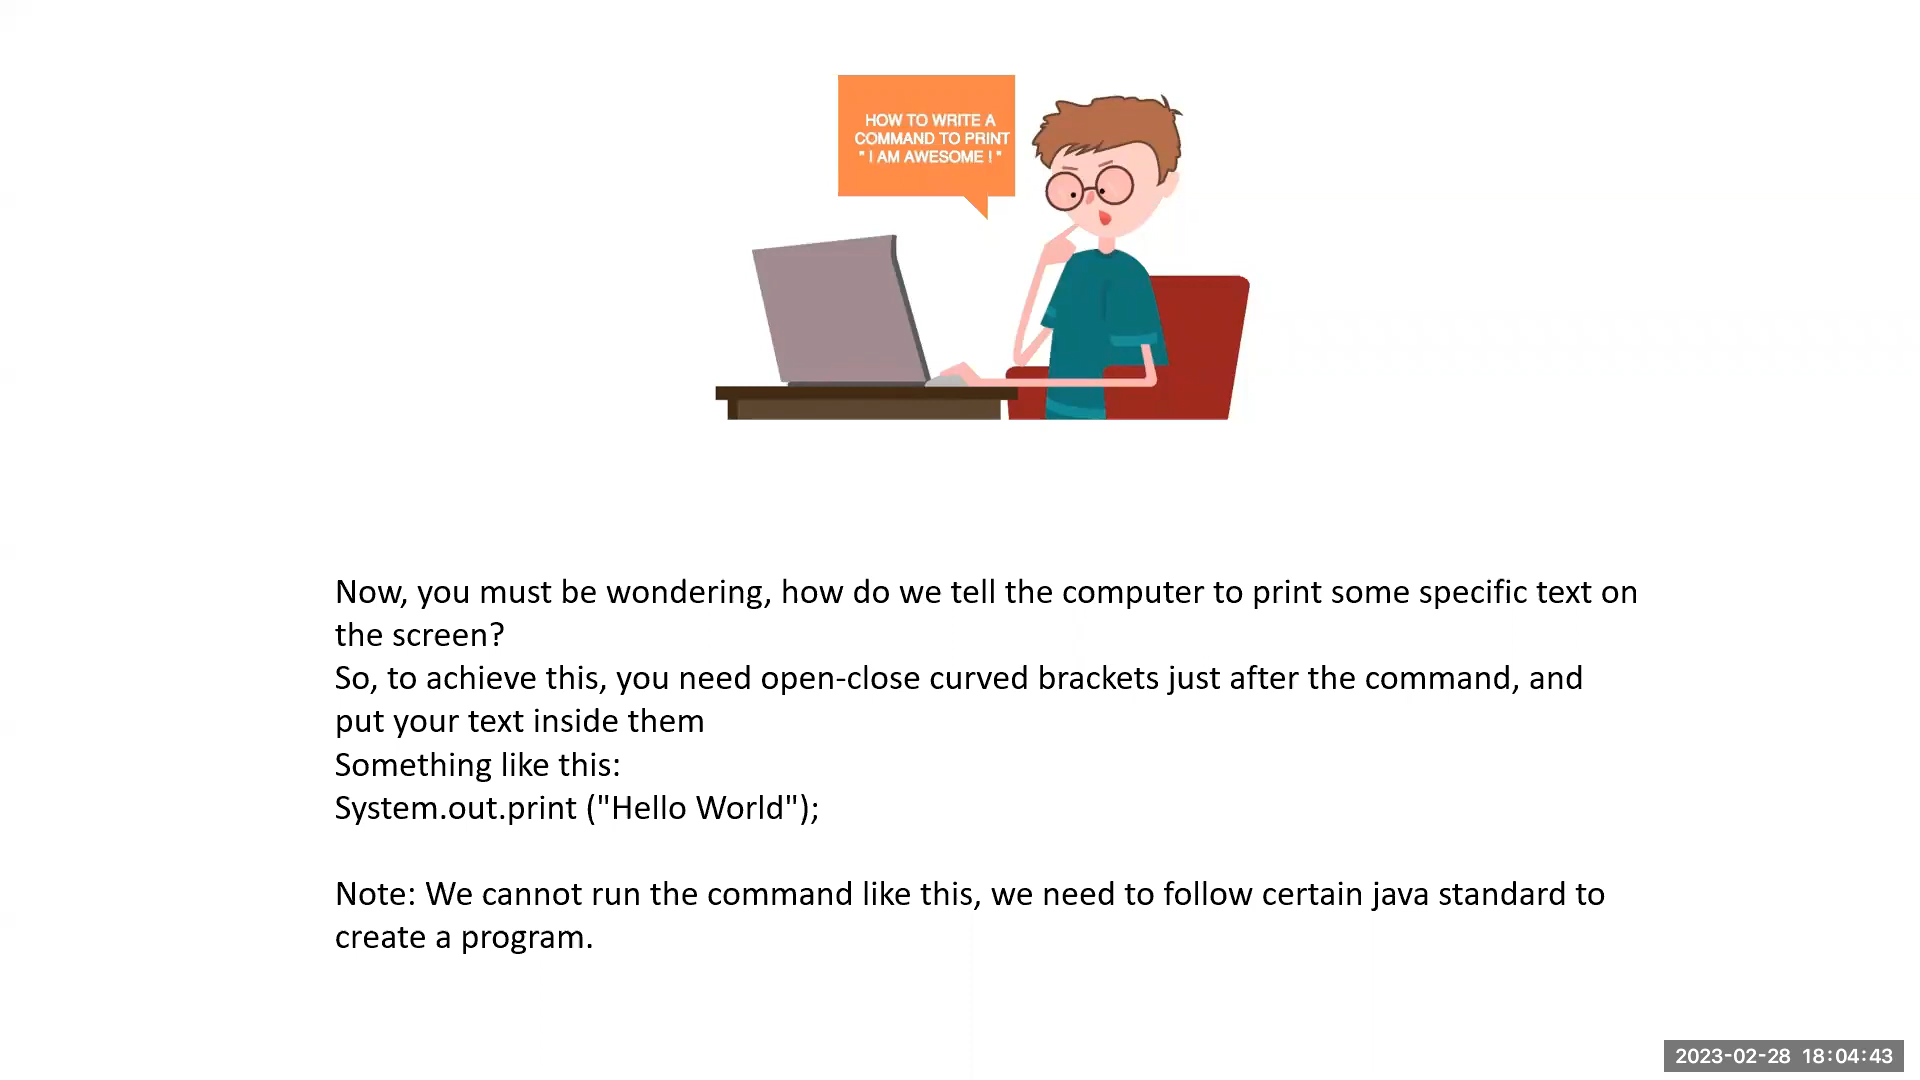 HOW TO WRITE A
COMMAND TO PRINT
" I AM AWESOME ! "
Now, you must be wondering, how do we tell the computer to print some specific text on
the screen?
So, to achieve this, you need open-close curved brackets just after the command, and
put your text inside them
Something like this:
System.out.print ("Hello World");
Note: We cannot run the command like this, we need to follow certain java standard to
create a program.
2023-02-28 18:04:43